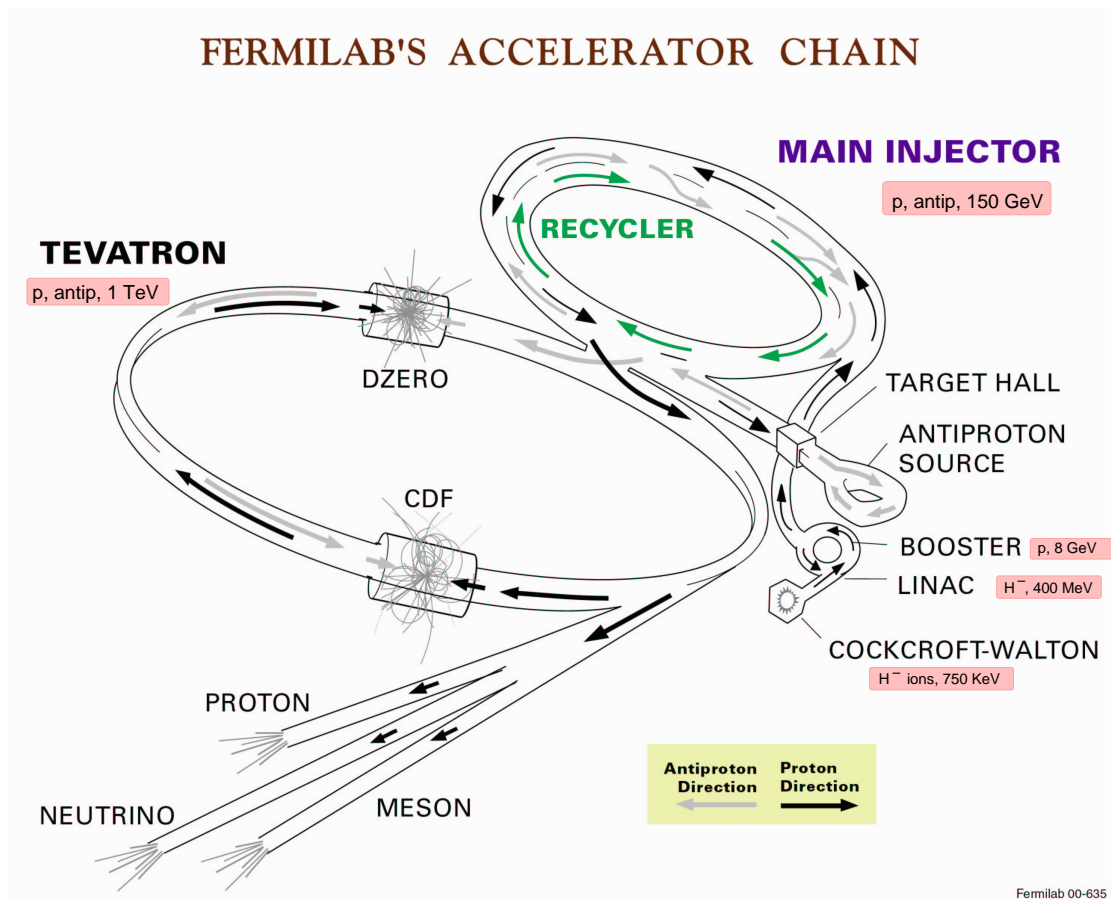 FERMILAB'S ACCELERATOR CHAIN
MAIN INJECTOR
p, antip, 150 GeV
RECYCLER
TEVATRON
p, antip, 1 TeV
DZERO
TARGET HALL
ANTIPROTON
SOURCE
CDF
BOOSTER p, 8 GeV
LINAC H⁻, 400 MeV
COCKCROFT-WALTON
H⁻ ions, 750 KeV
PROTON
NEUTRINO
MESON
Antiproton Proton
Direction Direction
Fermilab 00-635